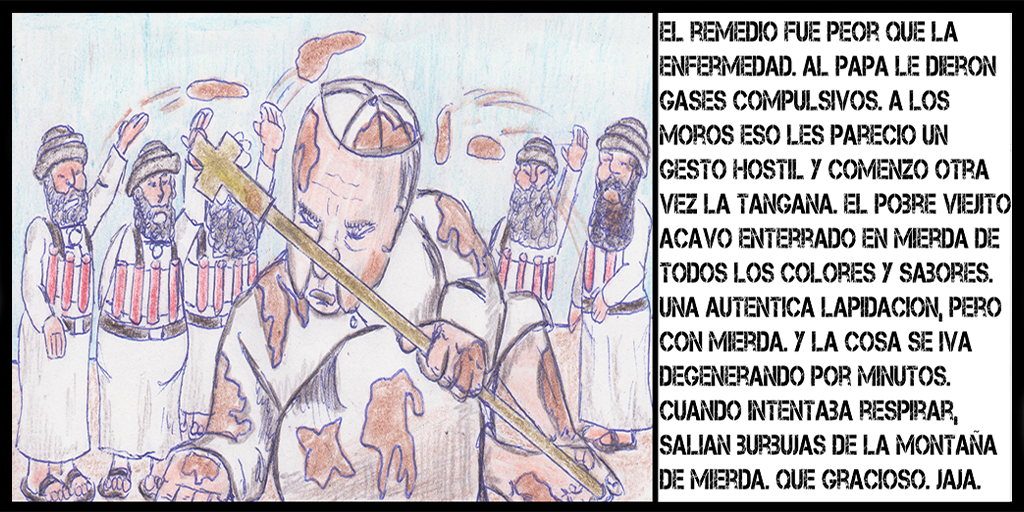 EL REMEDIO FUE PEOR QUE LA
ENFERMEDAD. AL PAPA LE DIERON
GASES COMPULSIVOS. A LOS
MOROS ESO LES PARECIO UN
GESTO HOSTIL Y COMENZO OTRA
VEZ LA TANGANA. EL POBRE VIEJITO
ACAVO ENTERRADO EN MIERDA DE
TODOS LOS COLORES Y SABORES.
UNA AUTENTICA LAPIDACION, PERO
CON MIERDA. Y LA COSA SE IVA
DEGENERANDO POR MINUTOS.
CUANDO INTENTABA RESPIRAR,
SALIAN BURBUJAS DE LA MONTAÑA
DE MIERDA. QUE GRACIOSO. JAJA.